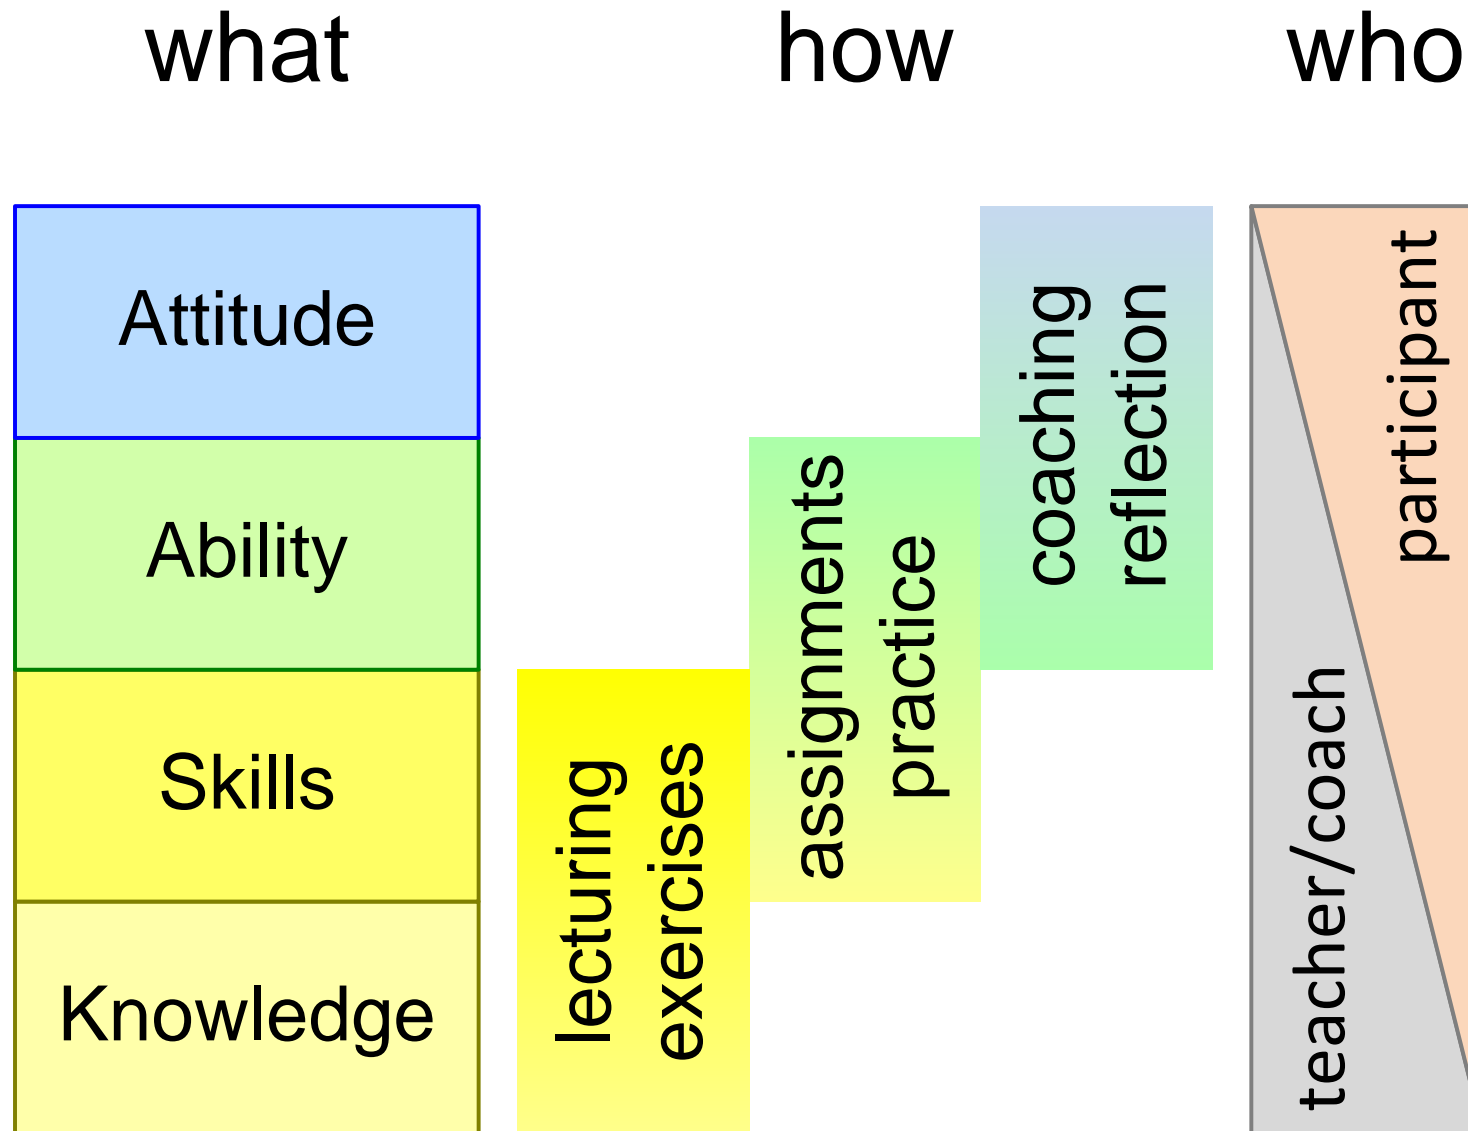 what
how
who
Attitude
Ability
Skills
Knowledge
lecturing
exercises
assignments
practice
coaching
reflection
teacher/coach
participant